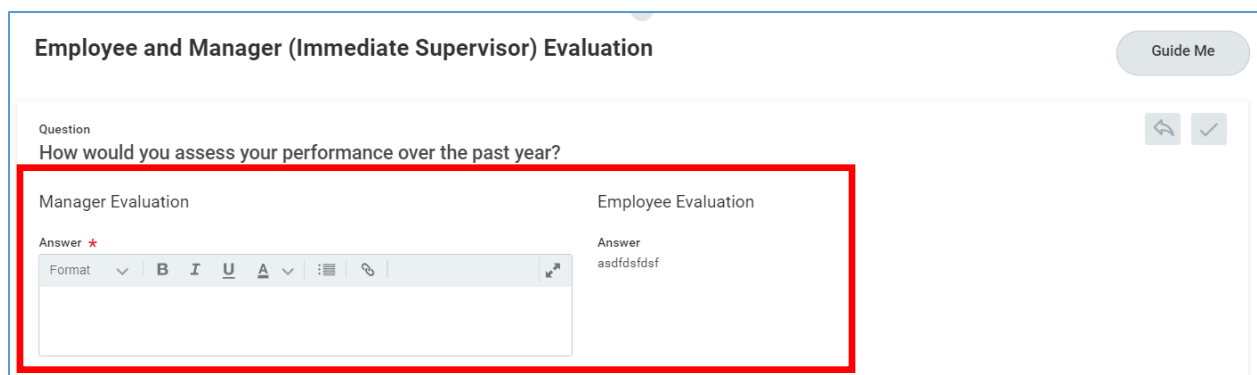 Employee and Manager (Immediate Supervisor) Evaluation
Guide Me
Question
How would you assess your performance over the past year?
Manager Evaluation
Employee Evaluation
Answer *
Answer
asdfdsfdsf
Format B I U A